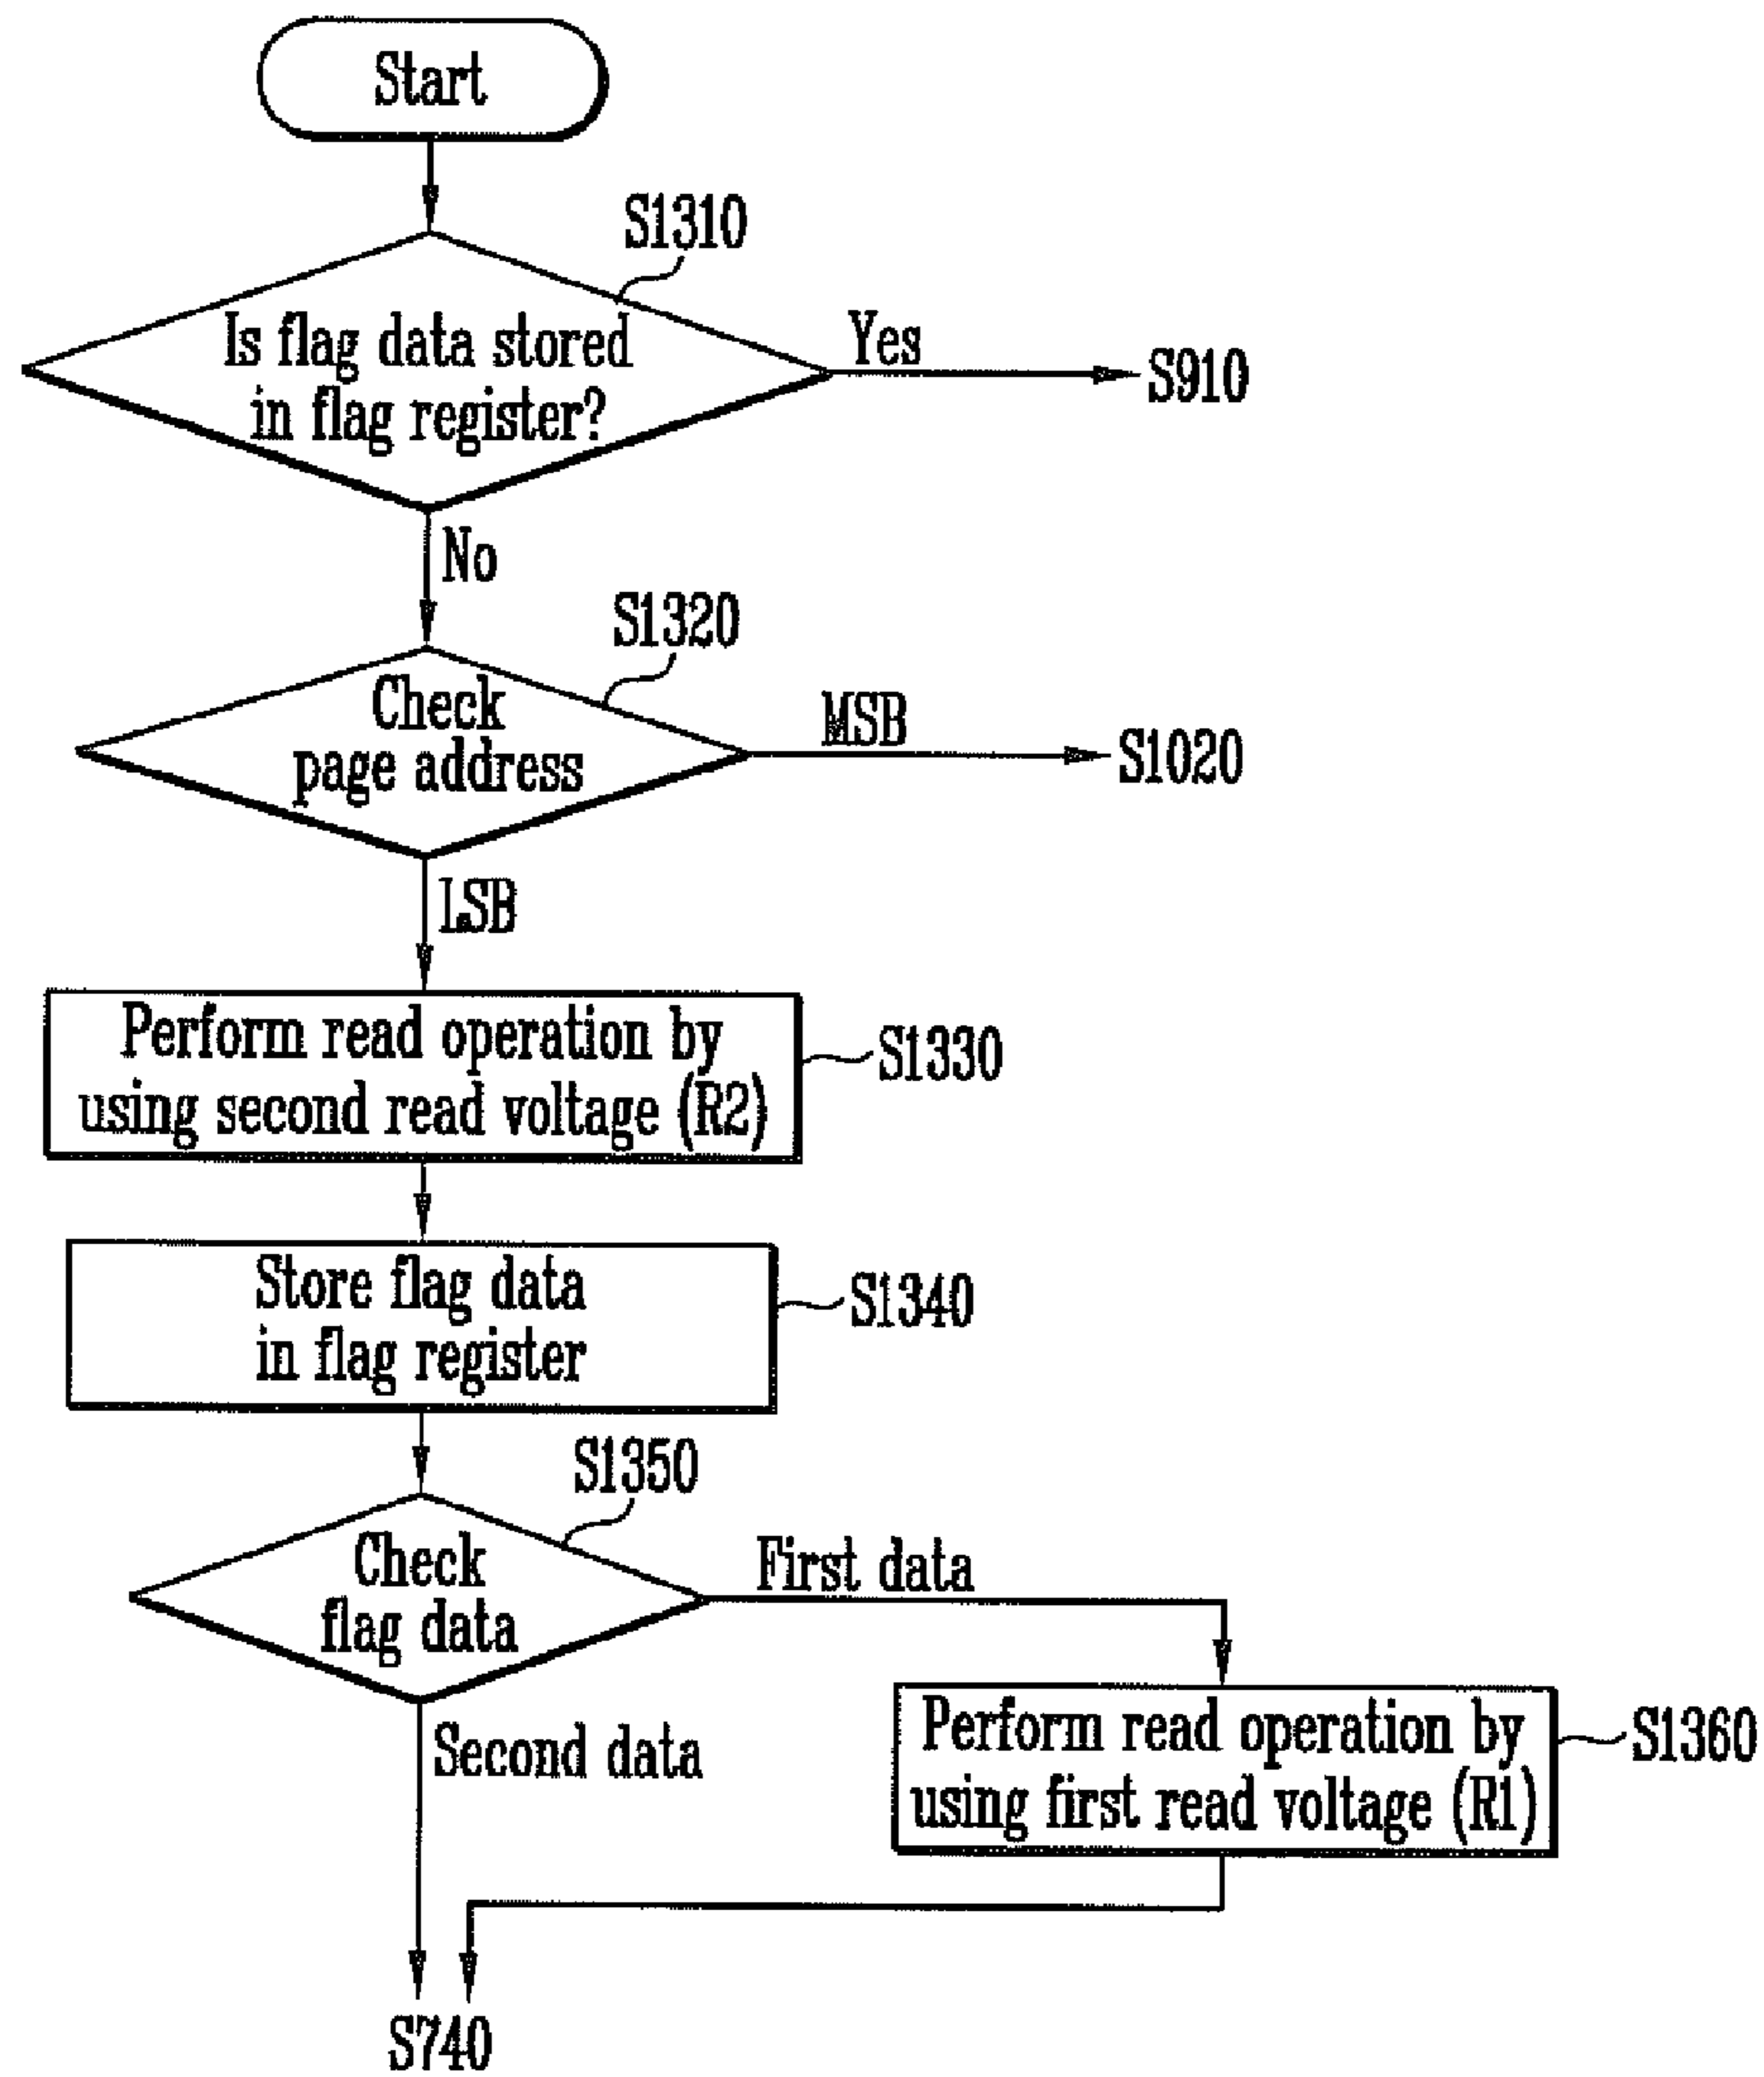 Start
S1310
Is flag data stored
in flag register?
Yes
S910
No
S1320
Check
page address
MSB
S1020
LSB
Perform read operation by
using second read voltage (R2)
S1330
Store flag data
in flag register
S1340
S1350
Check
flag data
First data
Second data
Perform read operation by
using first read voltage (R1)
S1360
S740